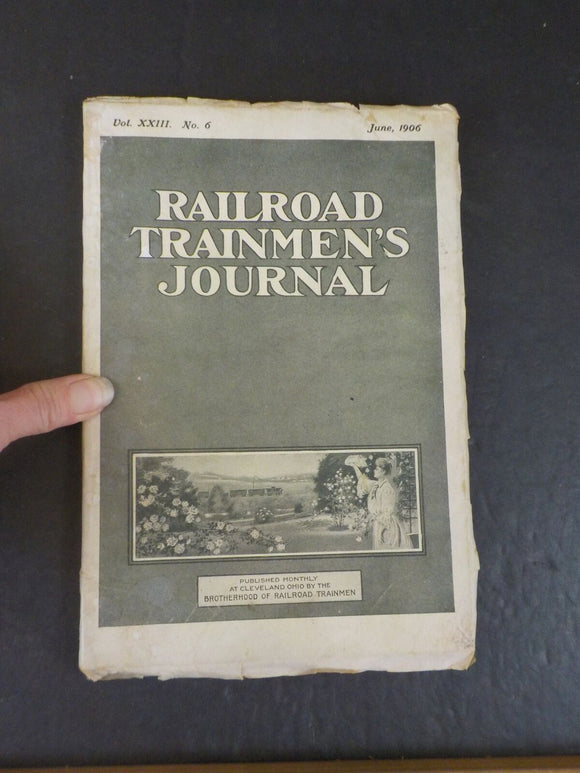 Vol. XXIII. No. 6 June, 1906
RAILROAD
TRAINMEN'S
JOURNAL
PUBLISHED MONTHLY
AT CLEVELAND OHIO BY THE
BROTHERHOOD OF RAILROAD TRAINMEN